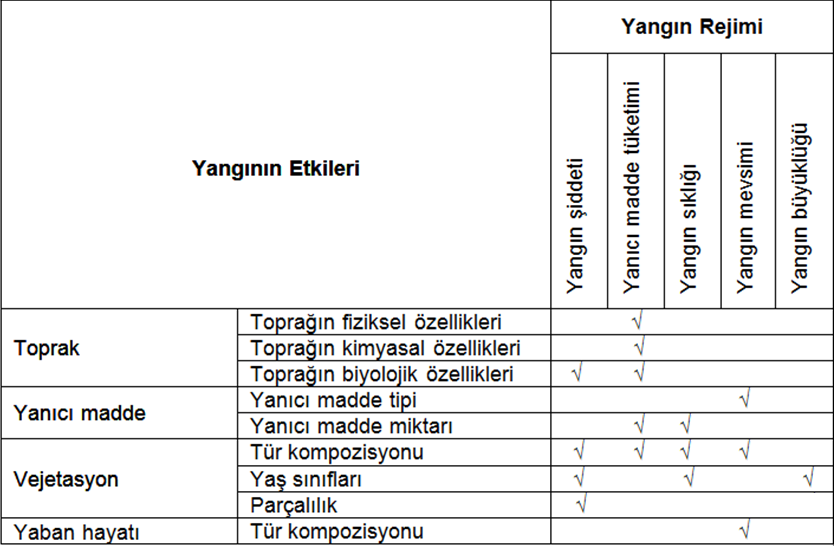 Yangın Rejimi
Yangının Etkileri
Yangın şiddeti
Yanıcı madde tüketimi
Yangın sıklığı
Yangın mevsimi
Yangın büyüklüğü
Toprak
Toprağın fiziksel özellikleri √
Toprağın kimyasal özellikleri √
Toprağın biyolojik özellikleri √ √
Yanıcı madde
Yanıcı madde tipi √
Yanıcı madde miktarı √ √
Vejetasyon
Tür kompozisyonu √ √ √ √
Yaş sınıfları √ √ √
Parçalılık √
Yaban hayatı
Tür kompozisyonu √